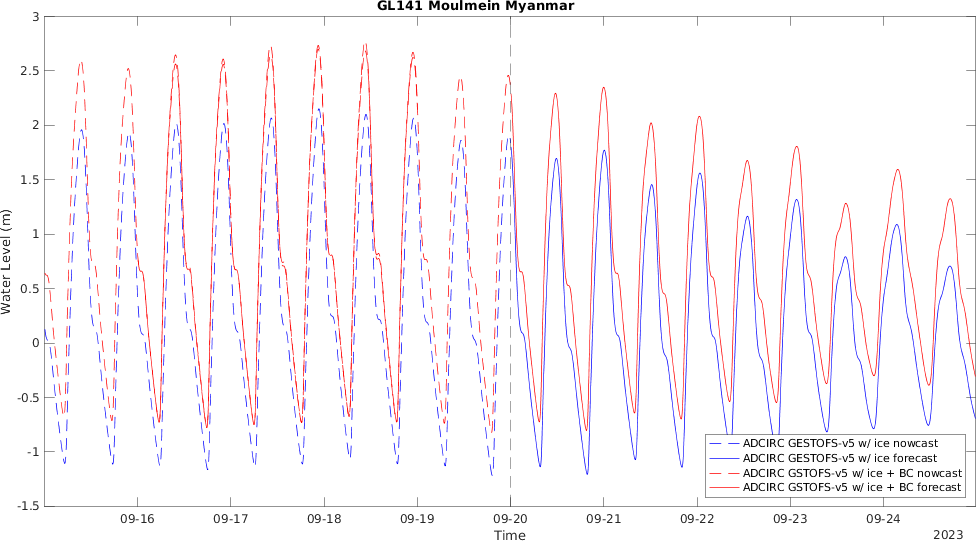 GL141 Moulmein Myanmar
3
2.5
2
1.5
1
0.5
0
-0.5
-1
-1.5
Water Level (m)
09-16 09-17 09-18 09-19 09-20 09-21 09-22 09-23 09-24
Time
2023
ADCIRC GESTOFS-v5 w/ ice nowcast
ADCIRC GESTOFS-v5 w/ ice forecast
ADCIRC GSTOFS-v5 w/ ice + BC nowcast
ADCIRC GSTOFS-v5 w/ ice + BC forecast